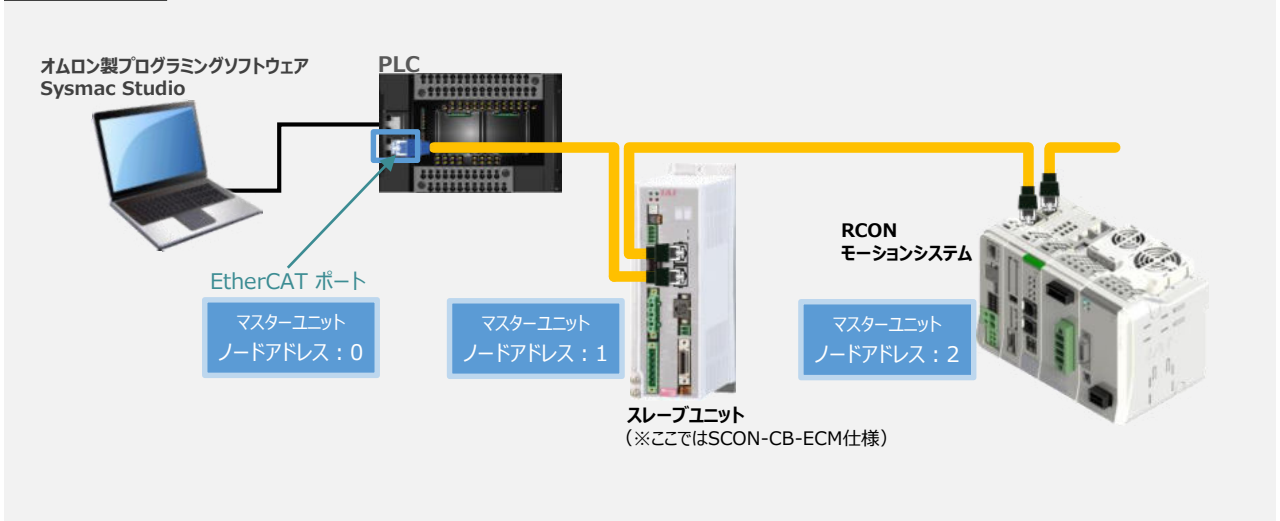 オムロン製プログラミングソフトウェア
Sysmac Studio
PLC
EtherCAT ポート
マスターユニット
ノードアドレス：0
マスターユニット
ノードアドレス：1
スレーブユニット
（※ここではSCON-CB-ECM仕様）
RCON
モーションシステム
マスターユニット
ノードアドレス：2